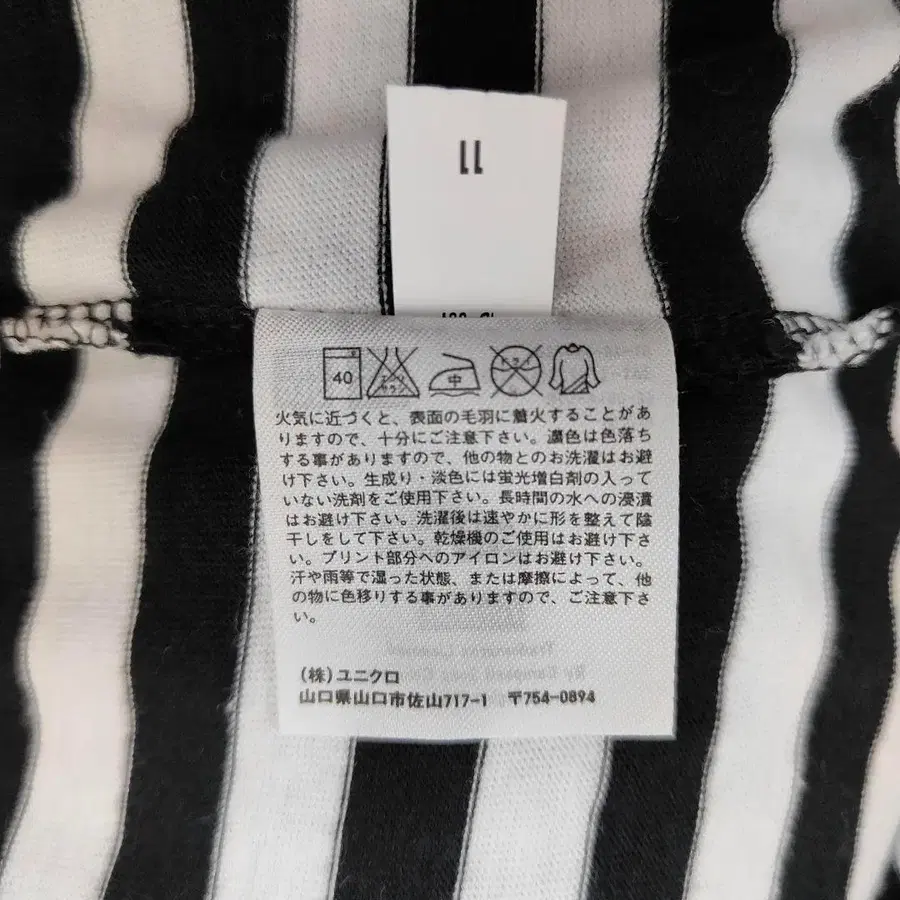 11
40 中
火気に近づくと、表面の毛羽に着火することがあ
りますので、十分にご注意下さい。濃色は色落ち
する事がありますので、他の物とのお洗濯はお避
け下さい。生成り・淡色には蛍光増白剤の入って
いない洗剤をご使用下さい。長時間の水への浸漬
はお避け下さい。洗濯後は速やかに形を整えて陰
干しをして下さい。乾燥機のご使用はお避け下さ
い。プリント部分へのアイロンはお避け下さい。
汗や雨等で湿った状態、または摩擦によって、他
の物に色移りする事がありますので、ご注意下さ
い。
(株)ユニクロ
山口県山口市佐山717-1 〒754-0894